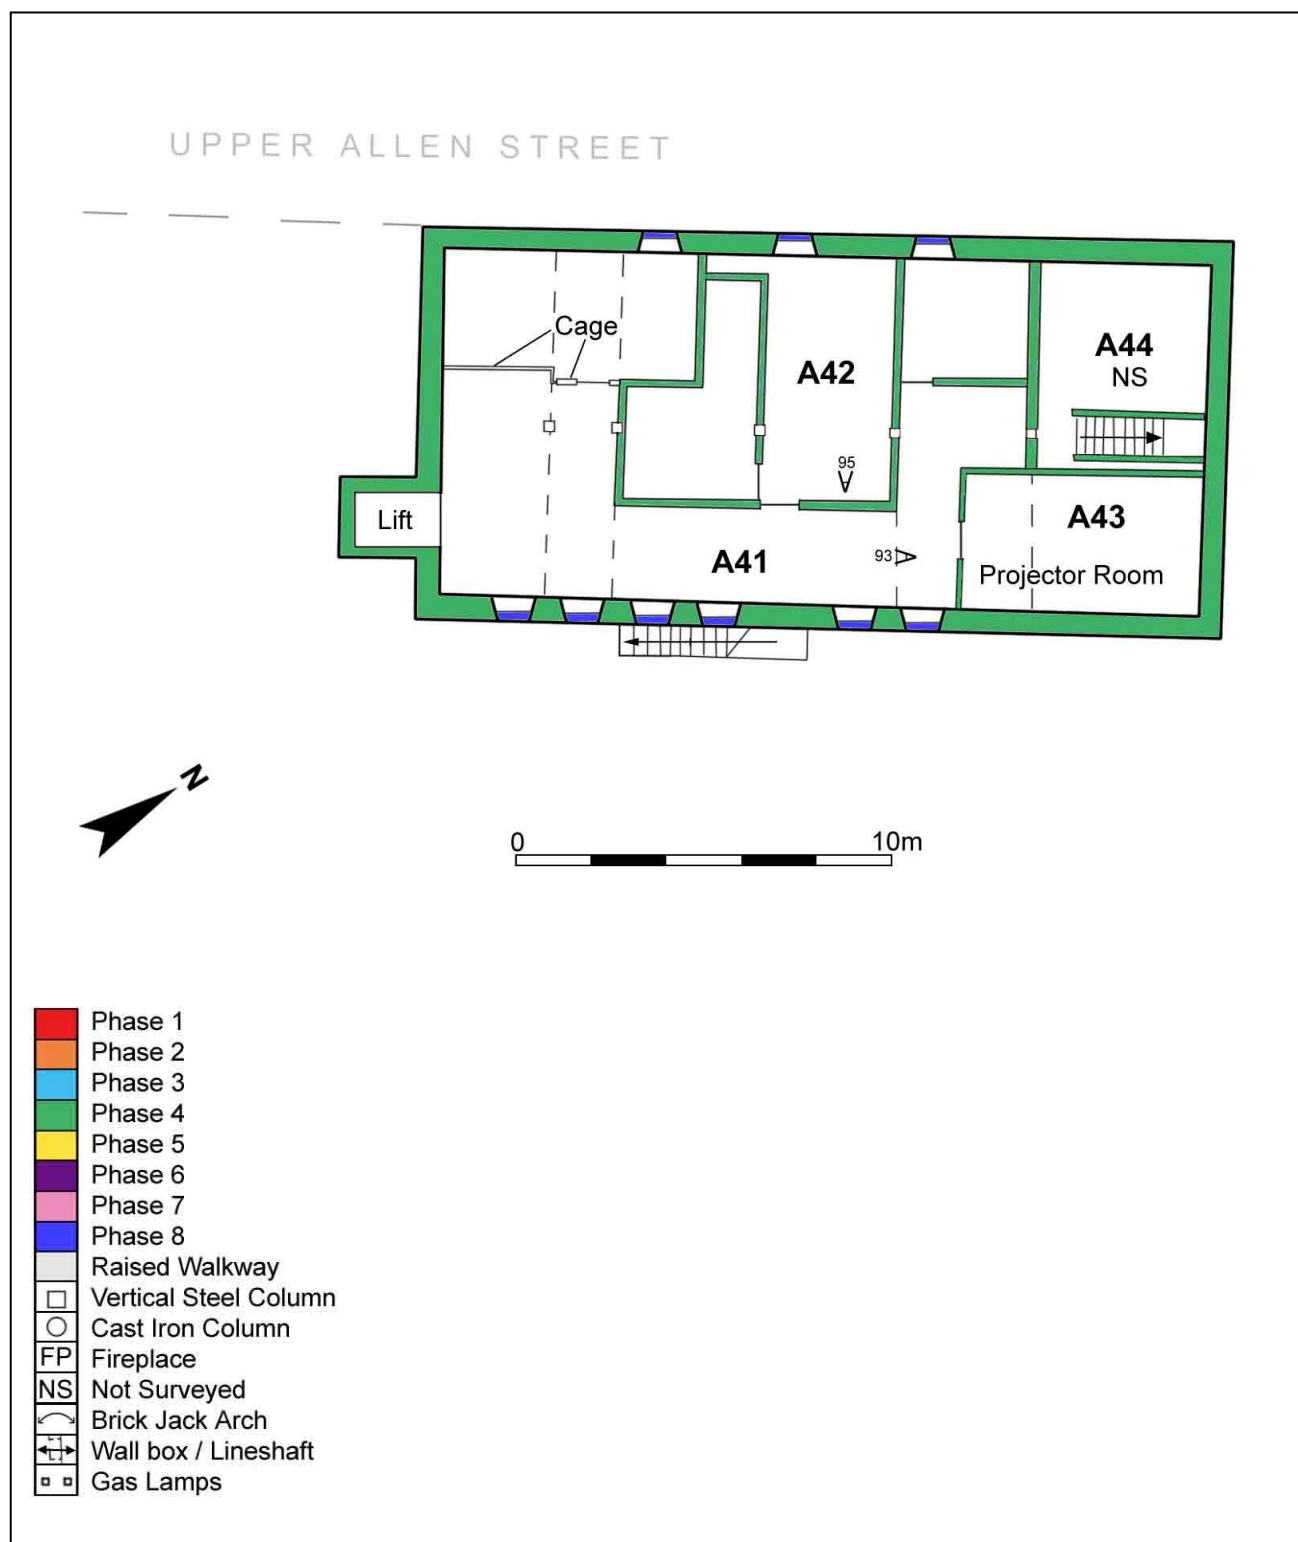 UPPER ALLEN STREET
Cage
A42
A44
NS
95
Lift
A43
93
A41
Projector Room
N
0 10m
Phase 1
Phase 2
Phase 3
Phase 4
Phase 5
Phase 6
Phase 7
Phase 8
Raised Walkway
Vertical Steel Column
Cast Iron Column
FP Fireplace
NS Not Surveyed
Brick Jack Arch
Wall box / Lineshaft
Gas Lamps